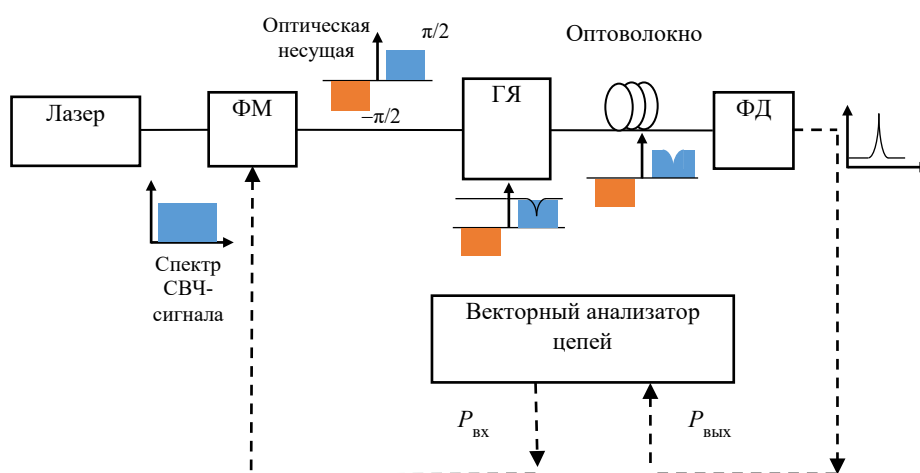 Оптическая
несущая
π/2
−π/2
Оптоволокно
Лазер
ФМ
ГЯ
ФД
Спектр
СВЧ-
сигнала
Векторный анализатор
цепей
Pвх
Pвых